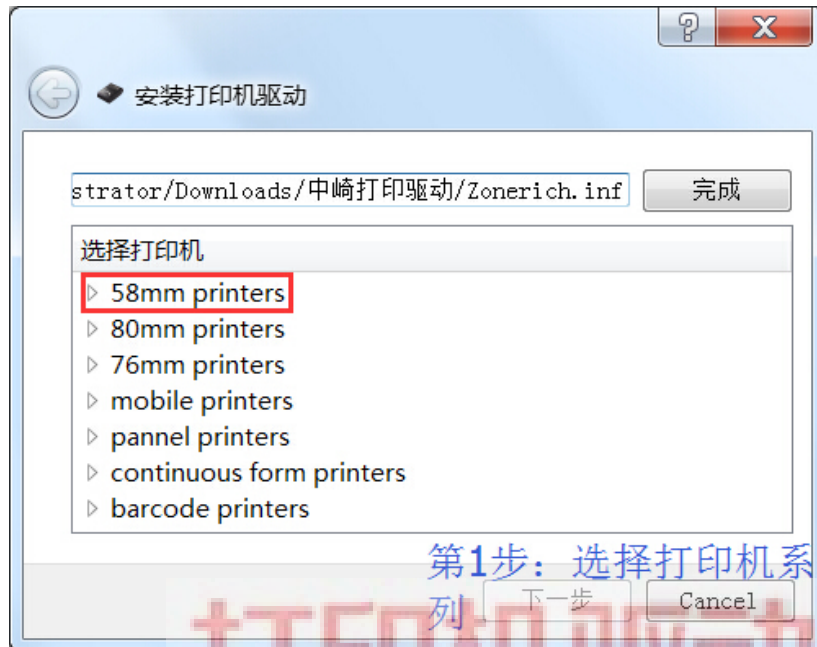 安装打印机驱动
strator/Downloads/中崎打印驱动/Zonerich.inf
完成
选择打印机
58mm printers
80mm printers
76mm printers
mobile printers
pannel printers
continuous form printers
barcode printers
第1步：选择打印机系
列
下一步
Cancel